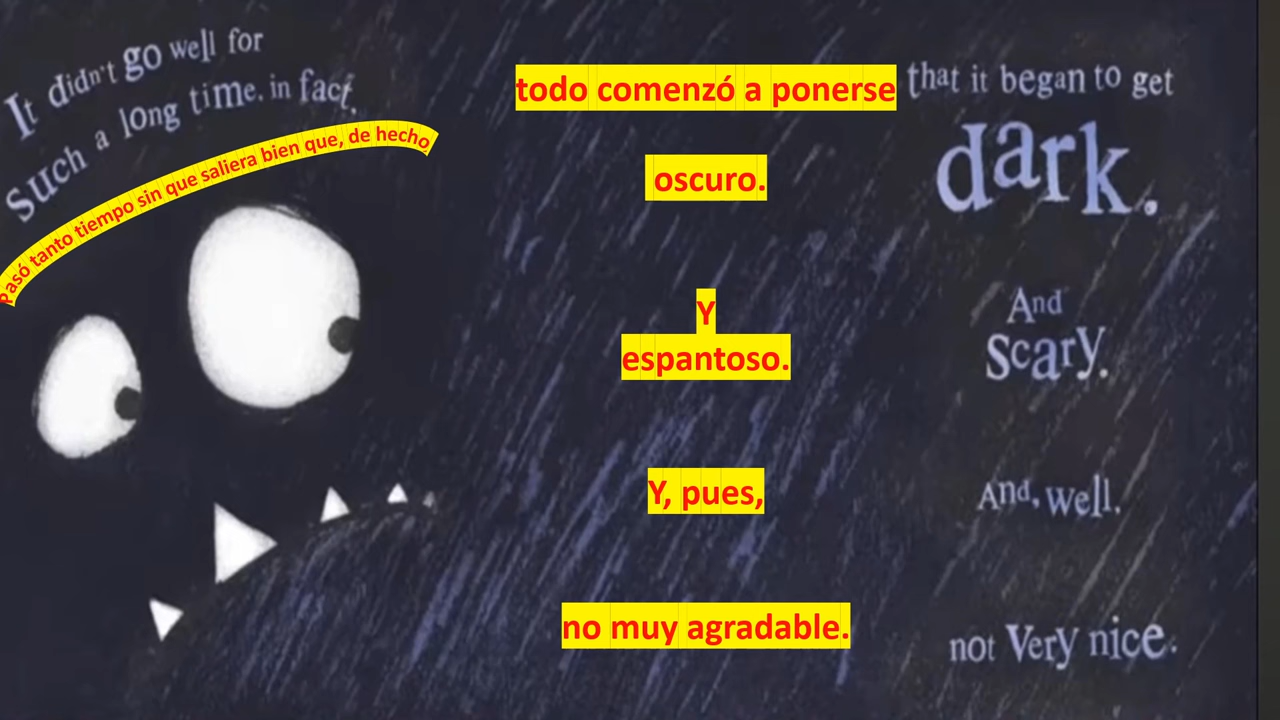 It didn't go well for
such a long time, in fact,
Pasó tanto tiempo sin que saliera bien que, de hecho,
todo comenzó a ponerse
oscuro.
Y
espantoso.
Y, pues,
no muy agradable.
that it began to get
dark.
And
scary.
And, well,
not very nice.